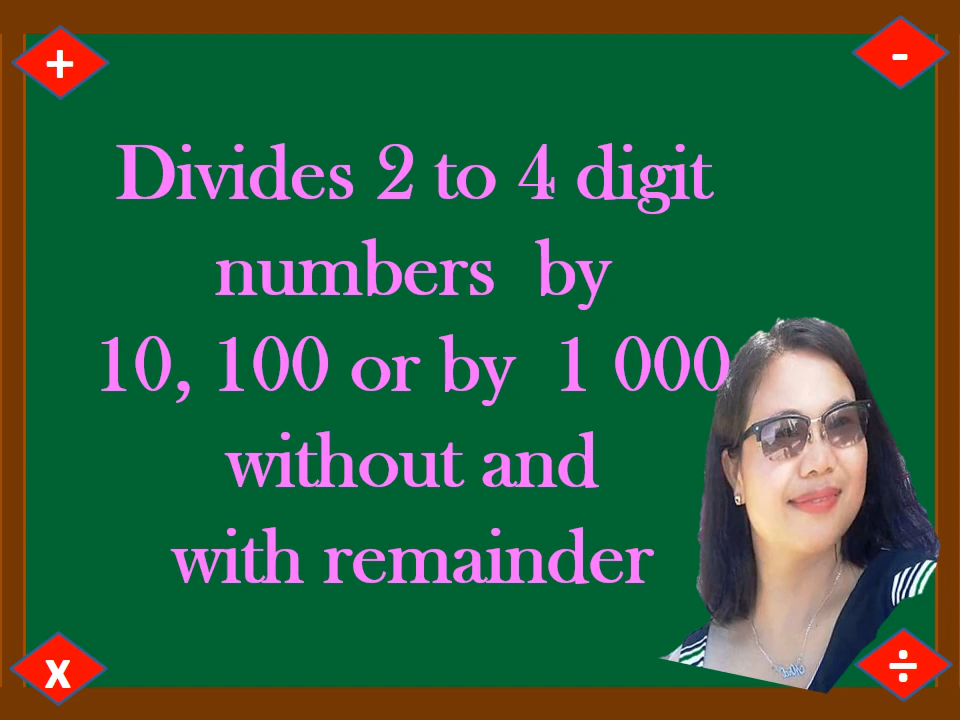 +
-
Divides 2 to 4 digit
numbers by
10, 100 or by 1 000
without and
with remainder
x
÷